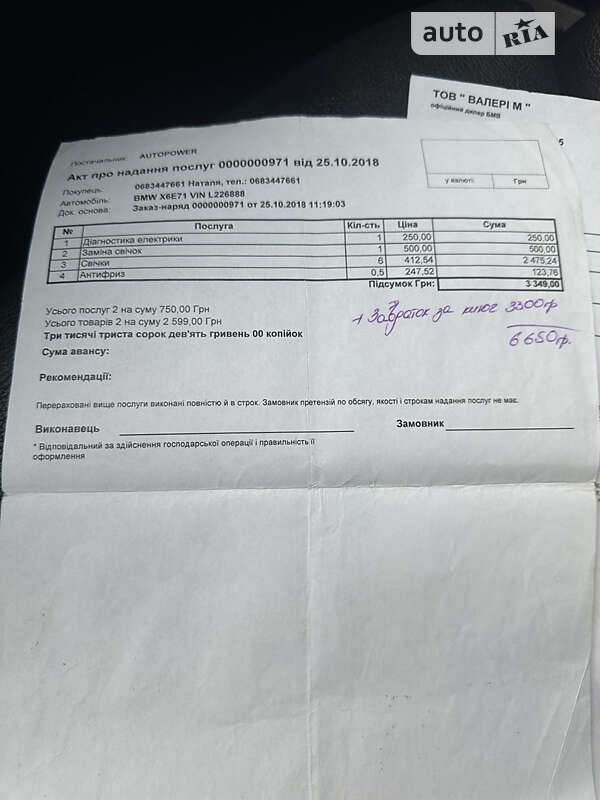 auto RIA
ТОВ " ВАЛЕРІ М "
офіційний дилер БМВ
Постачальник: AUTOPOWER
Акт про надання послуг 0000000971 від 25.10.2018
у валюті: Грн
Покупець: 0683447661 Наталя, тел.: 0683447661
Автомобіль: BMW X6E71 VIN L226888
Док. основа: Заказ-наряд 0000000971 от 25.10.2018 11:19:03
№ Послуга Кіл-сть Ціна Сума
1 Діагностика електрики 1 250,00 250,00
2 Заміна свічок 1 500,00 500,00
3 Свічки 6 412,54 2 475,24
4 Антифриз 0,5 247,52 123,76
Підсумок Грн: 3 349,00
Усього послуг 2 на суму 750,00 Грн
Усього товарів 2 на суму 2 599,00 Грн
+ за ключ 3300гр
Три тисячі триста сорок дев'ять гривень 00 копійок
6650гр.
Сума авансу:
Рекомендації:
Перераховані вище послуги виконані повністю й в строк. Замовник претензій по обсягу, якості і строкам надання послуг не має.
Виконавець Замовник
* Відповідальний за здійснення господарської операції і правильність її
оформлення